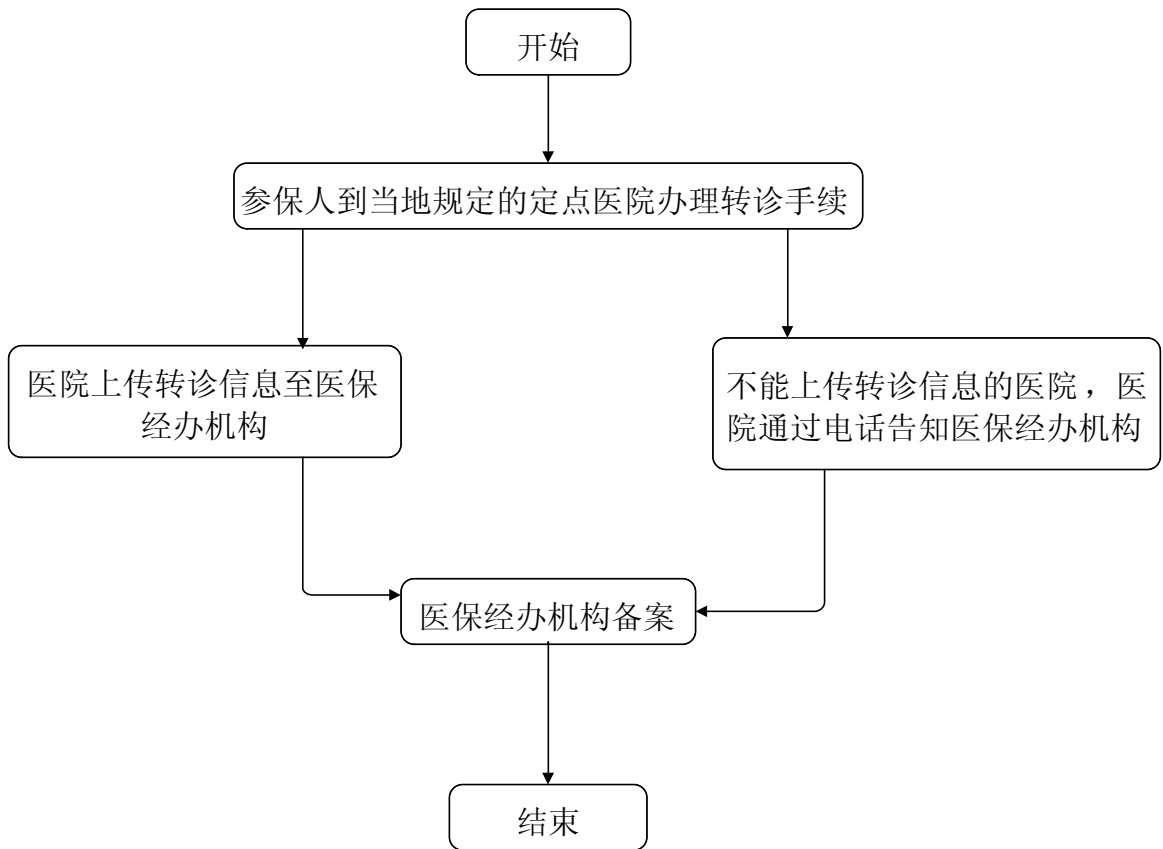 开始
参保人到当地规定的定点医院办理转诊手续
医院上传转诊信息至医保
经办机构
不能上传转诊信息的医院，医
院通过电话告知医保经办机构
医保经办机构备案
结束